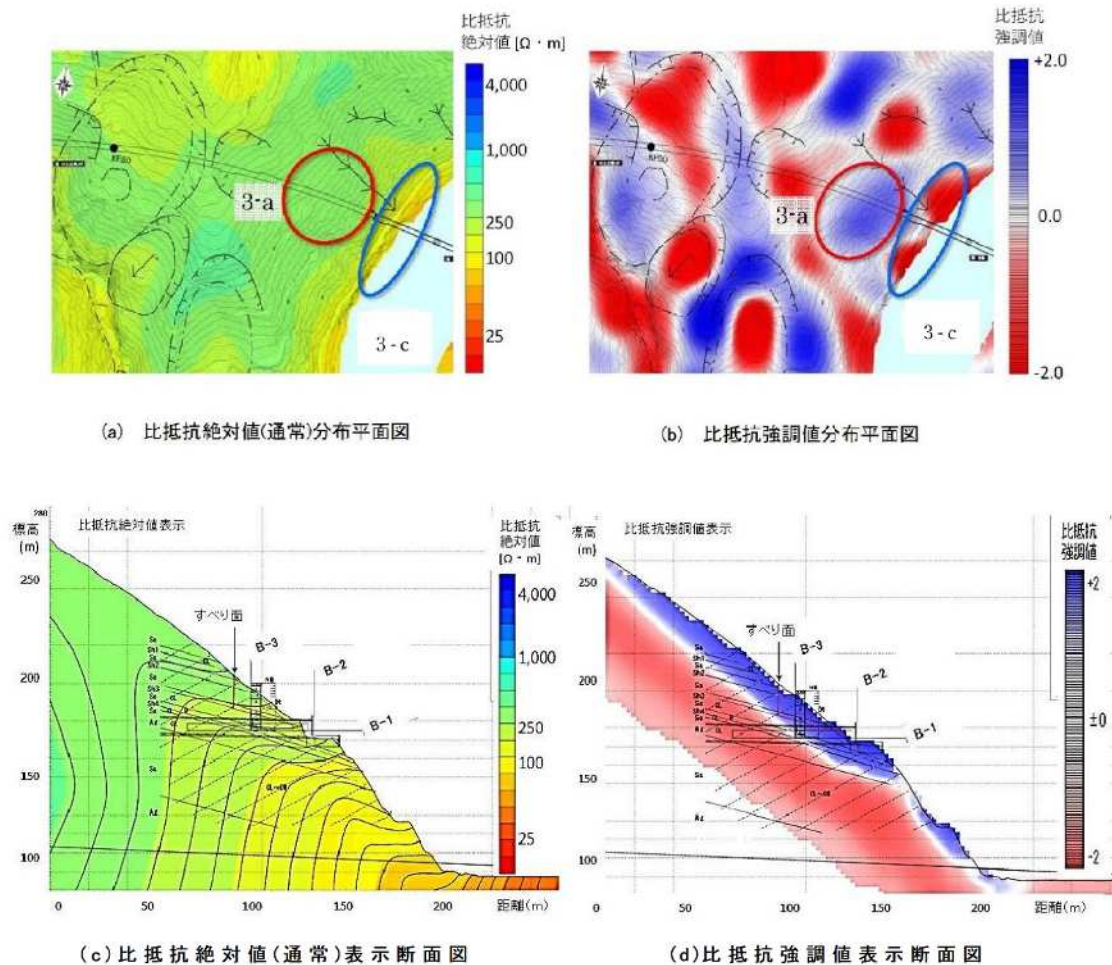 比抵抗
絶対値 [Ω・m]
4,000
1,000
250
100
25
3-a
3-c
(a) 比抵抗絶対値(通常)分布平面図
比抵抗
強調値
+2.0
0.0
-2.0
3-a
3-c
(b) 比抵抗強調値分布平面図
280
標高
(m)
250
200
150
100
比抵抗絶対値表示
すべり面
B-3
B-2
B-1
比抵抗
絶対値
[Ω・m]
4,000
1,000
250
100
25
0
50
100
150
200
距離(m)
(c)比抵抗絶対値(通常)表示断面図
標高
(m)
250
200
150
100
比抵抗強調値表示
すべり面
B-3
B-2
B-1
比抵抗
強調値
+2
±0
-2
0
50
100
150
200
距離(m)
(d)比抵抗強調値表示断面図